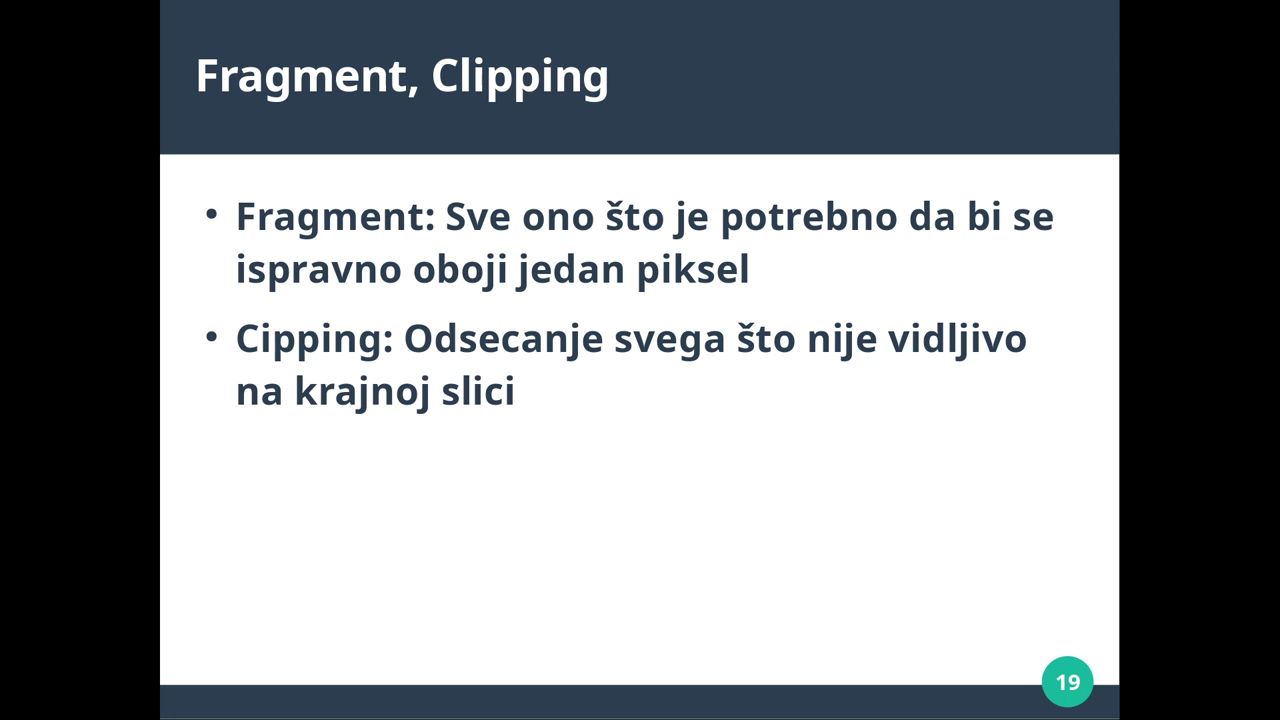 Fragment, Clipping
• Fragment: Sve ono što je potrebno da bi se
ispravno oboji jedan piksel
• Cipping: Odsecanje svega što nije vidljivo
na krajnoj slici
19